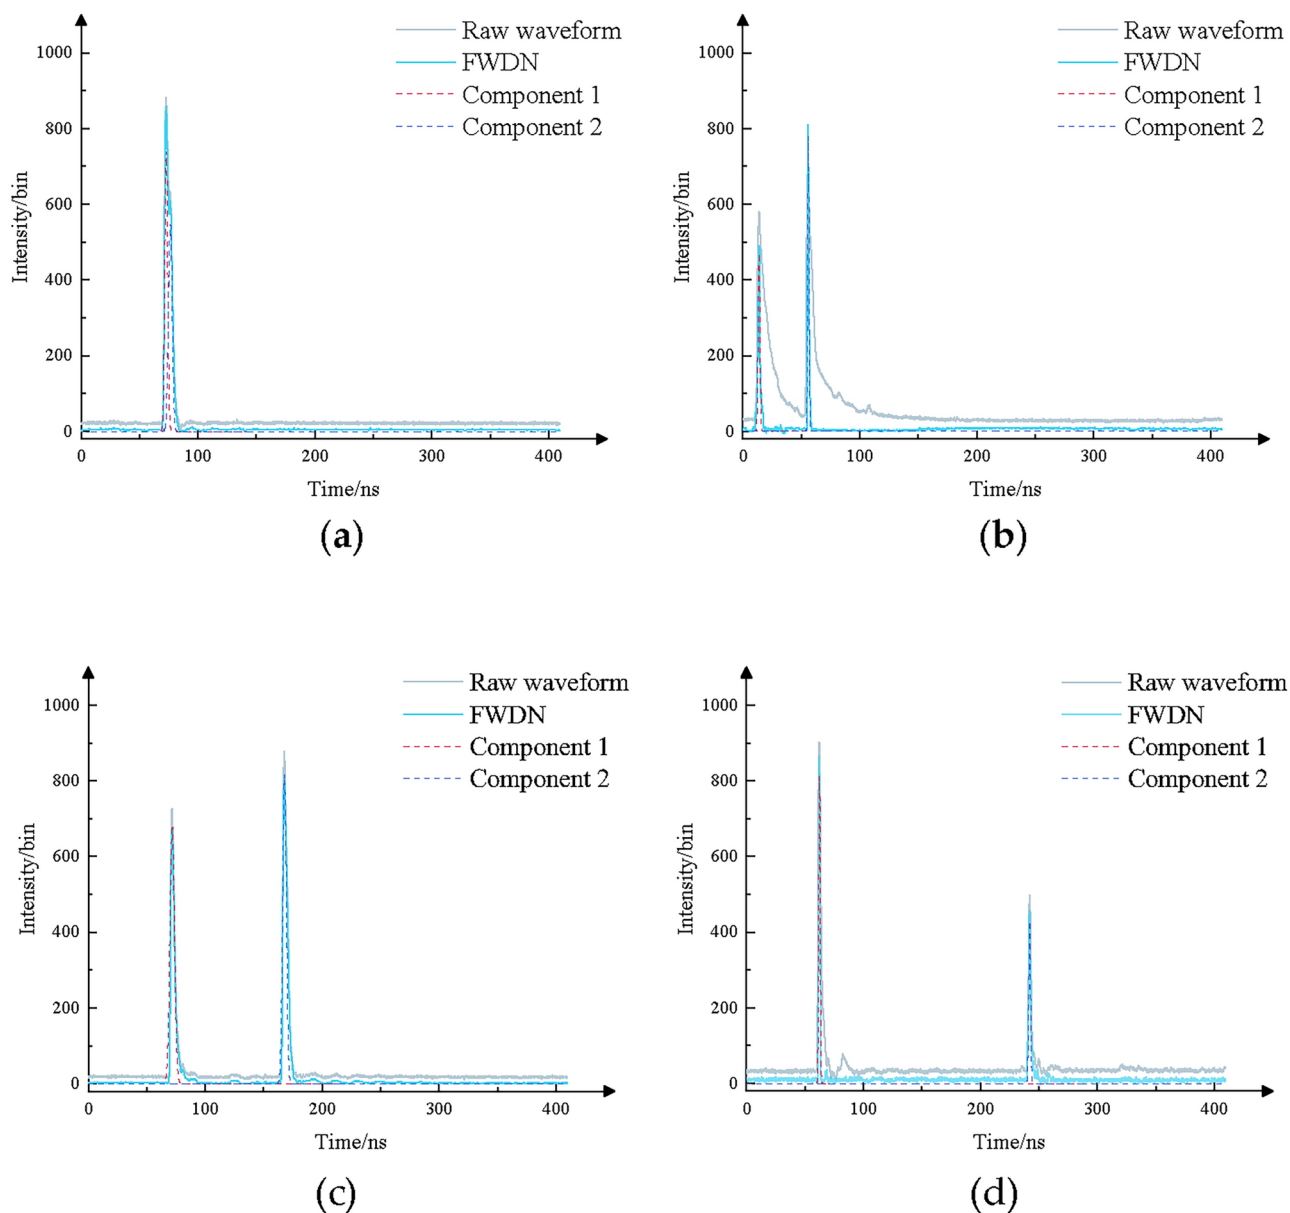 Raw waveform
FWDN
Component 1
Component 2
1000
800
600
400
200
0
Intensity/bin
0 100 200 300 400
Time/ns
(a)
Raw waveform
FWDN
Component 1
Component 2
1000
800
600
400
200
0
Intensity/bin
0 100 200 300 400
Time/ns
(b)
Raw waveform
FWDN
Component 1
Component 2
1000
800
600
400
200
0
Intensity/bin
0 100 200 300 400
Time/ns
(c)
Raw waveform
FWDN
Component 1
Component 2
1000
800
600
400
200
0
Intensity/bin
0 100 200 300 400
Time/ns
(d)